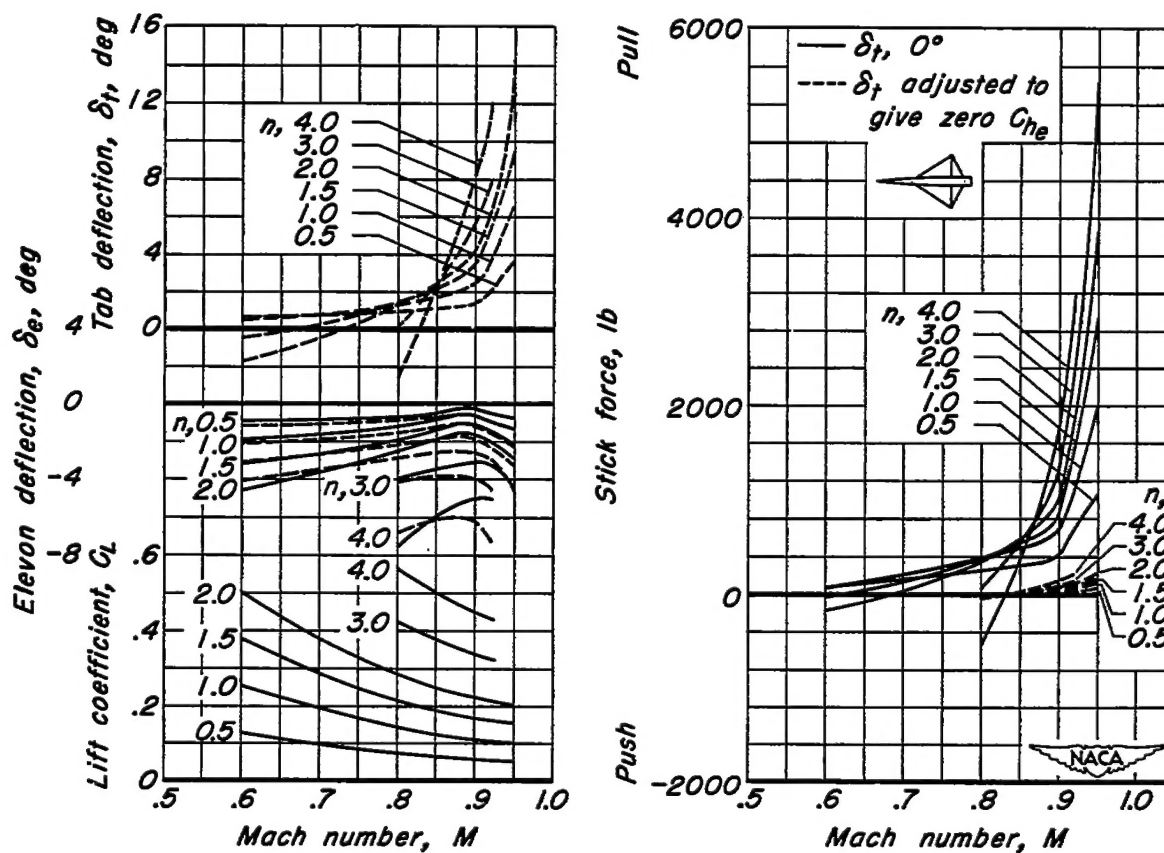 Tab deflection, δt, deg
16
12
8
4
0
n, 4.0
3.0
2.0
1.5
1.0
0.5
Elevon deflection, δe, deg
4
0
-4
-8
n, 0.5
1.0
1.5
2.0
n, 3.0
4.0
Lift coefficient, CL
.6
.4
.2
0
4.0
3.0
2.0
1.5
1.0
0.5
.5 .6 .7 .8 .9 1.0
Mach number, M
Pull
Stick force, lb
Push
6000
4000
2000
0
-2000
δt, 0°
δt adjusted to
give zero Che
n, 4.0
3.0
2.0
1.5
1.0
0.5
n,
4.0
3.0
2.0
1.5
1.0
0.5
NACA
.5 .6 .7 .8 .9 1.0
Mach number, M